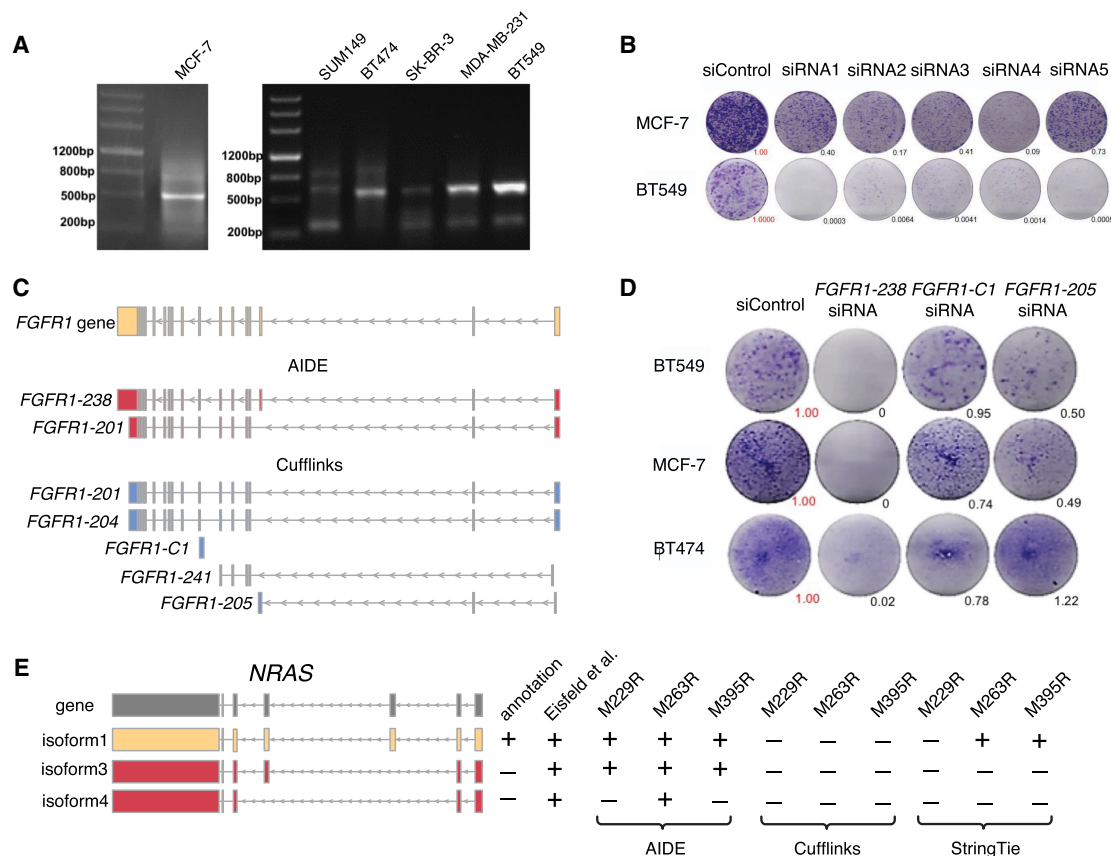 A
MCF-7
1200bp
800bp
500bp
200bp
SUM149
BT474
SK-BR-3
MDA-MB-231
BT549
1200bp
800bp
500bp
200bp
B
siControl siRNA1 siRNA2 siRNA3 siRNA4 siRNA5
MCF-7
1.00 0.40 0.17 0.41 0.09 0.73
BT549
1.0000 0.0003 0.0064 0.0041 0.0014 0.0005
C
FGFR1 gene
AIDE
FGFR1-238
FGFR1-201
Cufflinks
FGFR1-201
FGFR1-204
FGFR1-C1
FGFR1-241
FGFR1-205
D
siControl FGFR1-238 siRNA FGFR1-C1 siRNA FGFR1-205 siRNA
BT549
1.00 0 0.95 0.50
MCF-7
1.00 0 0.74 0.49
BT474
1.00 0.02 0.78 1.22
E
NRAS
annotation Eisfeld et al. M229R M263R M395R M229R M263R M395R M229R M263R M395R
gene
isoform1 + + + + + – – – – + +
isoform3 – + + + + – – – – – –
isoform4 – + – + – – – – – – –
AIDE Cufflinks StringTie